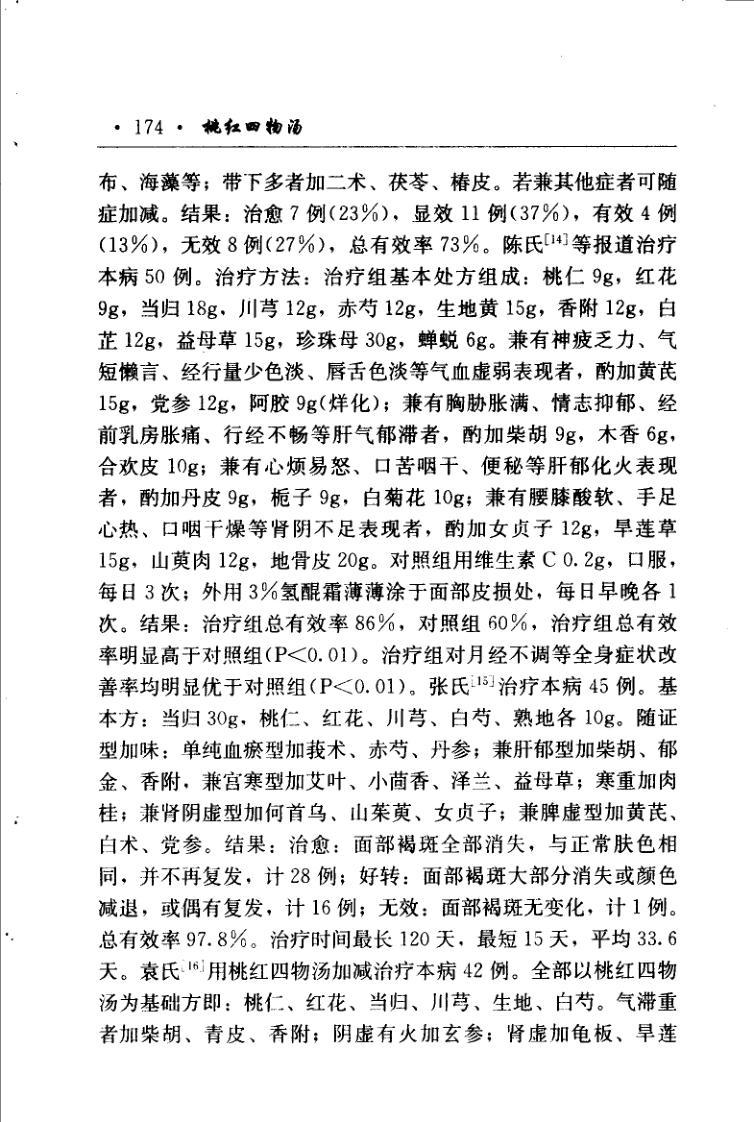 · 174 · 桃红四物汤
布、海藻等；带下多者加二术、茯苓、椿皮。若兼其他症者可随
症加减。结果：治愈 7 例(23%)，显效 11 例(37%)，有效 4 例
(13%)，无效 8 例(27%)，总有效率 73%。陈氏[14]等报道治疗
本病 50 例。治疗方法：治疗组基本处方组成：桃仁 9g，红花
9g，当归 18g，川芎 12g，赤芍 12g，生地黄 15g，香附 12g，白
芷 12g，益母草 15g，珍珠母 30g，蝉蜕 6g。兼有神疲乏力、气
短懒言、经行量少色淡、唇舌色淡等气血虚弱表现者，酌加黄芪
15g，党参 12g，阿胶 9g(烊化)；兼有胸胁胀满、情志抑郁、经
前乳房胀痛、行经不畅等肝气郁滞者，酌加柴胡 9g，木香 6g，
合欢皮 10g；兼有心烦易怒、口苦咽干、便秘等肝郁化火表现
者，酌加丹皮 9g，栀子 9g，白菊花 10g；兼有腰膝酸软、手足
心热、口咽干燥等肾阴不足表现者，酌加女贞子 12g，旱莲草
15g，山萸肉 12g，地骨皮 20g。对照组用维生素 C 0.2g，口服，
每日 3 次；外用 3%氢醌霜薄薄涂于面部皮损处，每日早晚各 1
次。结果：治疗组总有效率 86%，对照组 60%，治疗组总有效
率明显高于对照组(P<0.01)。治疗组对月经不调等全身症状改
善率均明显优于对照组(P<0.01)。张氏[15]治疗本病 45 例。基
本方：当归 30g，桃仁、红花、川芎、白芍、熟地各 10g。随证
型加味：单纯血瘀型加莪术、赤芍、丹参；兼肝郁型加柴胡、郁
金、香附，兼宫寒型加艾叶、小茴香、泽兰、益母草；寒重加肉
桂；兼肾阴虚型加何首乌、山茱萸、女贞子；兼脾虚型加黄芪、
白术、党参。结果：治愈：面部褐斑全部消失，与正常肤色相
同，并不再复发，计 28 例；好转：面部褐斑大部分消失或颜色
减退，或偶有复发，计 16 例；无效：面部褐斑无变化，计 1 例。
总有效率 97.8%。治疗时间最长 120 天，最短 15 天，平均 33.6
天。袁氏[16]用桃红四物汤加减治疗本病 42 例。全部以桃红四物
汤为基础方即：桃仁、红花、当归、川芎、生地、白芍。气滞重
者加柴胡、青皮、香附；阴虚有火加玄参；肾虚加龟板、旱莲